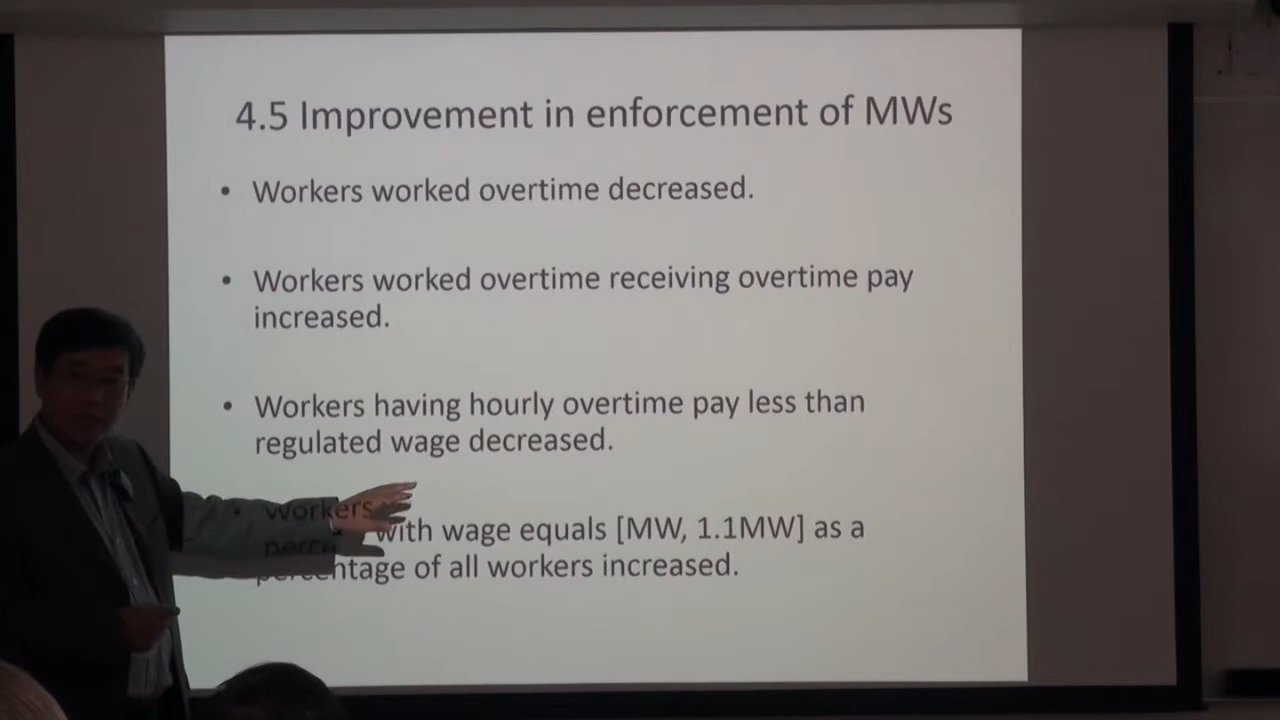 4.5 Improvement in enforcement of MWs
• Workers worked overtime decreased.
• Workers worked overtime receiving overtime pay
increased.
• Workers having hourly overtime pay less than
regulated wage decreased.
• Workers with wage equals [MW, 1.1MW] as a
percentage of all workers increased.